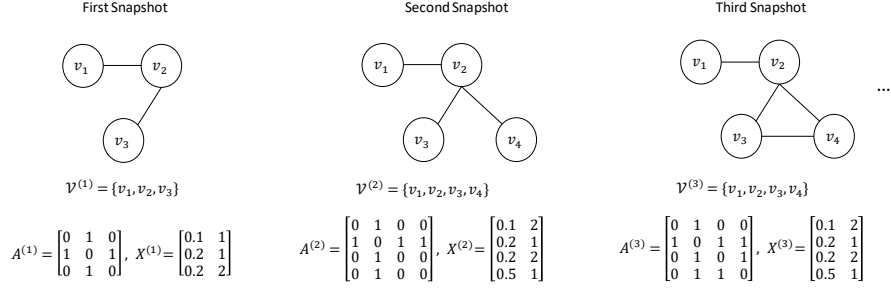 First Snapshot
Second Snapshot
Third Snapshot
v₁ v₂
v₃
v₁ v₂
v₃ v₄
v₁ v₂
v₃ v₄
...
𝒱⁽¹⁾ = {v₁, v₂, v₃}
𝒱⁽²⁾ = {v₁, v₂, v₃, v₄}
𝒱⁽³⁾ = {v₁, v₂, v₃, v₄}
A⁽¹⁾ = [0 1 0
1 0 1
0 1 0],
X⁽¹⁾= [0.1 1
0.2 1
0.2 2]
A⁽²⁾ = [0 1 0 0
1 0 1 1
0 1 0 0
0 1 0 0],
X⁽²⁾= [0.1 2
0.2 1
0.2 2
0.5 1]
A⁽³⁾ = [0 1 0 0
1 0 1 1
0 1 0 1
0 1 1 0],
X⁽³⁾= [0.1 2
0.2 1
0.2 2
0.5 1]